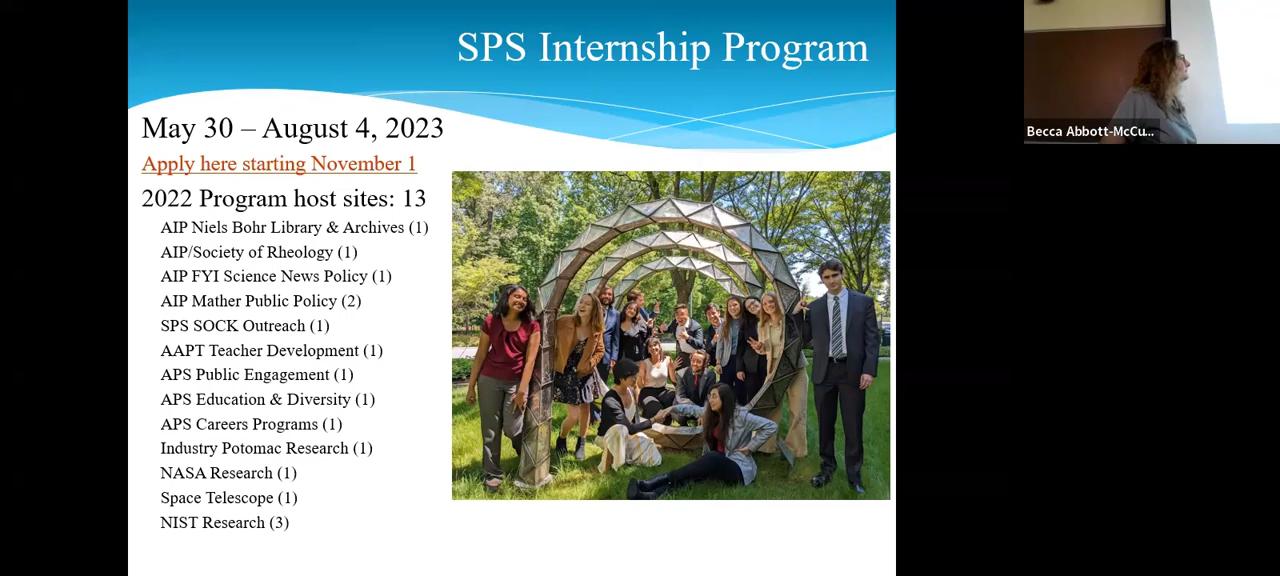 SPS Internship Program
May 30 – August 4, 2023
Apply here starting November 1
2022 Program host sites: 13
AIP Niels Bohr Library & Archives (1)
AIP/Society of Rheology (1)
AIP FYI Science News Policy (1)
AIP Mather Public Policy (2)
SPS SOCK Outreach (1)
AAPT Teacher Development (1)
APS Public Engagement (1)
APS Education & Diversity (1)
APS Careers Programs (1)
Industry Potomac Research (1)
NASA Research (1)
Space Telescope (1)
NIST Research (3)
Becca Abbott-McCu...